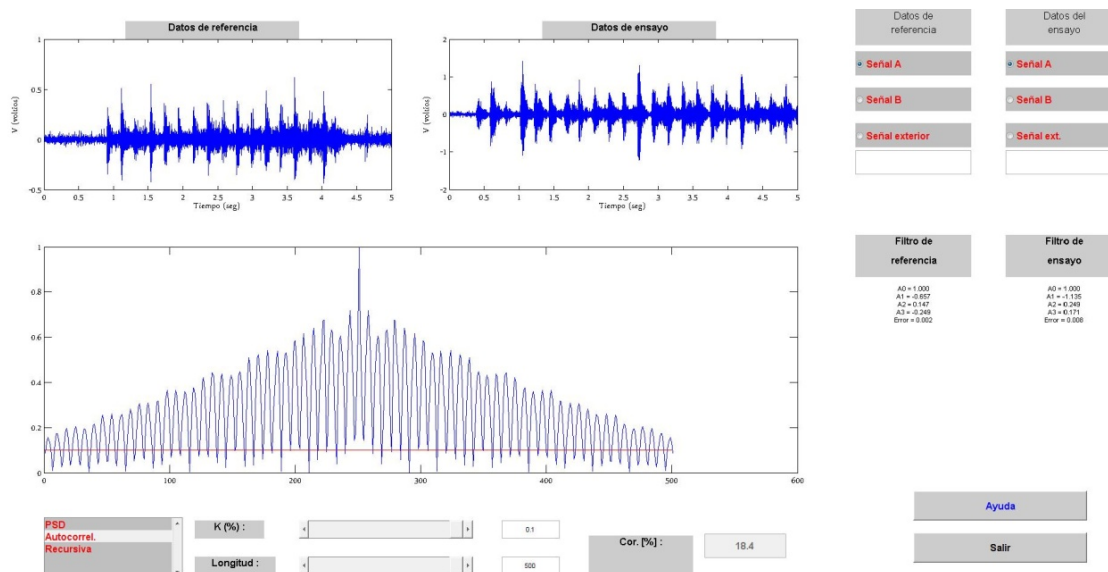 Datos de referencia
Datos de ensayo
Datos de
referencia
Datos del
ensayo
1
0.5
0
-0.5
V (voltios)
0 0.5 1 1.5 2 2.5 3 3.5 4 4.5 5
Tiempo (seg)
2
1
0
-1
-2
V (voltios)
0 0.5 1 1.5 2 2.5 3 3.5 4 4.5 5
Tiempo (seg)
Señal A
Señal A
Señal B
Señal B
Señal exterior
Señal ext.
1
0.8
0.6
0.4
0.2
0
0 100 200 300 400 500 600
Filtro de
referencia
Filtro de
ensayo
A0 = 1.000
A1 = -0.657
A2 = 0.147
A3 = -0.249
Error = 0.002
A0 = 1.000
A1 = -1.135
A2 = 0.249
A3 = 0.171
Error = 0.008
PSD
Autocorrel.
Recursiva
K (%) :
0.1
Longitud :
500
Cor. [%] :
18.4
Ayuda
Salir